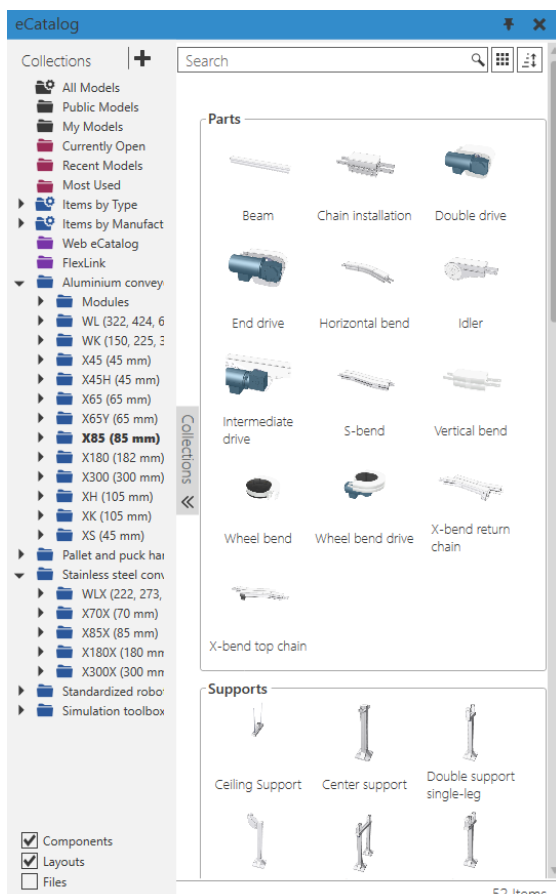 eCatalog
Collections
All Models
Public Models
My Models
Currently Open
Recent Models
Most Used
Items by Type
Items by Manufact
Web eCatalog
FlexLink
Aluminium convey
Modules
WL (322, 424, 6
WK (150, 225, 3
X45 (45 mm)
X45H (45 mm)
X65 (65 mm)
X65Y (65 mm)
X85 (85 mm)
X180 (182 mm)
X300 (300 mm)
XH (105 mm)
XK (105 mm)
XS (45 mm)
Pallet and puck har
Stainless steel conv
WLX (222, 273,
X70X (70 mm)
X85X (85 mm)
X180X (180 mm
X300X (300 mm
Standardized robot
Simulation toolbox
Components
Layouts
Files
Collections
Search
Parts
Beam
Chain installation
Double drive
End drive
Horizontal bend
Idler
Intermediate
drive
S-bend
Vertical bend
Wheel bend
Wheel bend drive
X-bend return
chain
X-bend top chain
Supports
Ceiling Support
Center support
Double support
single-leg
52 Items